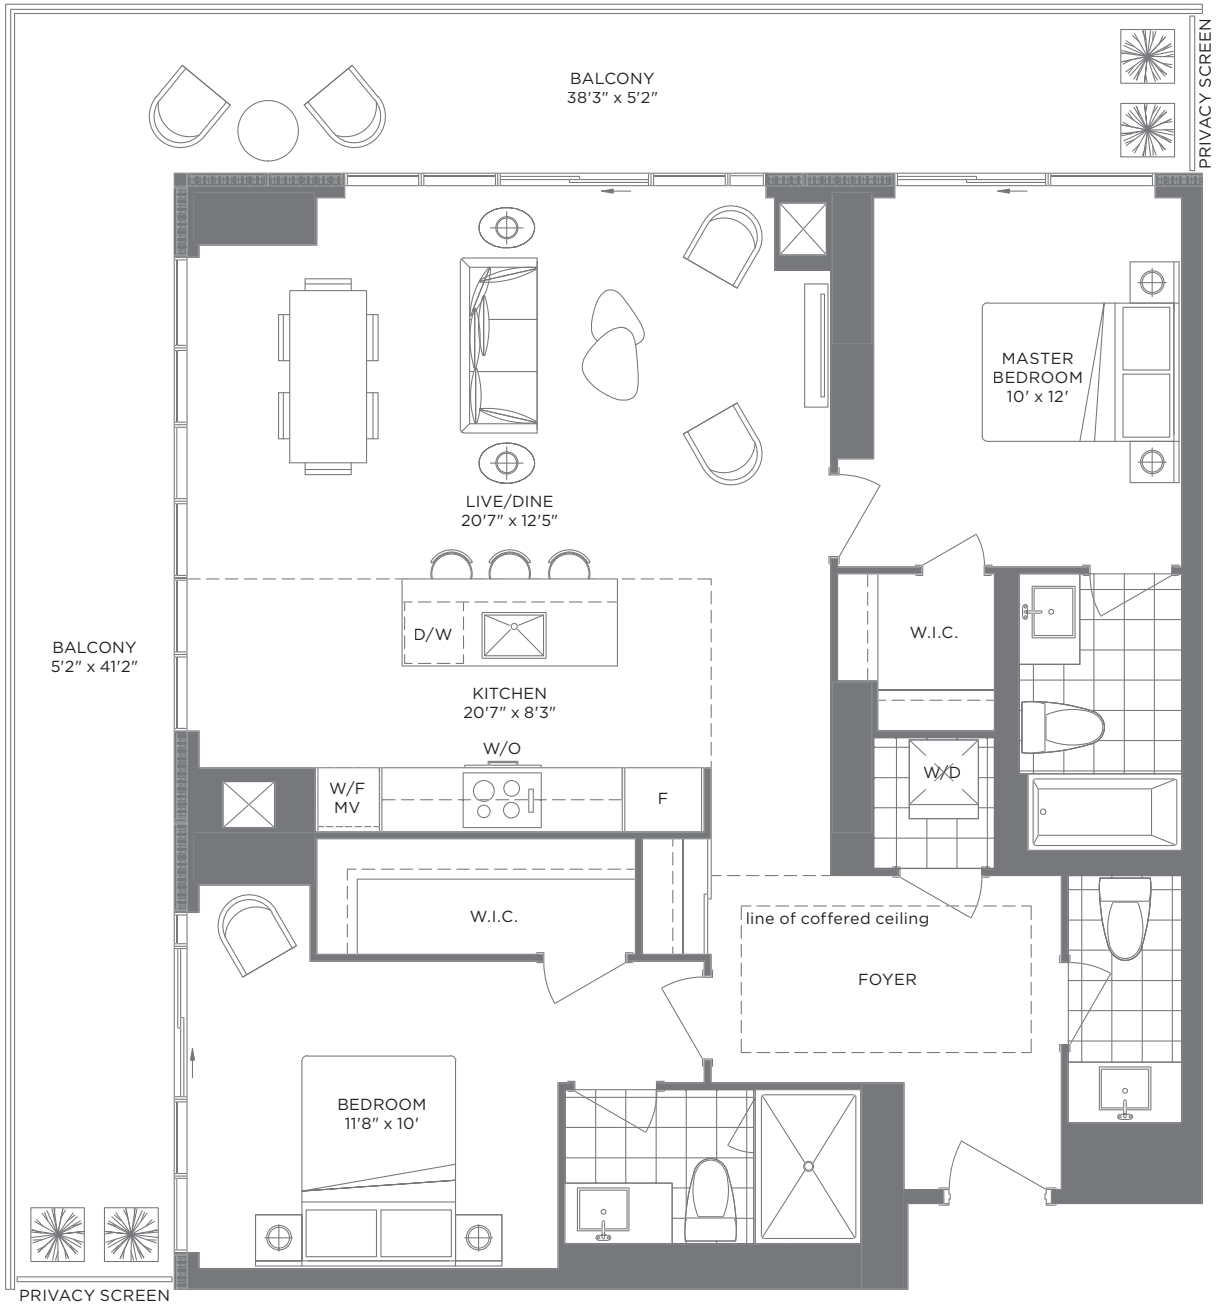 BALCONY
38'3" x 5'2"
PRIVACY SCREEN
MASTER
BEDROOM
10' x 12'
LIVE/DINE
20'7" x 12'5"
D/W
W.I.C.
BALCONY
5'2" x 41'2"
KITCHEN
20'7" x 8'3"
W/O
W/F
MV
F
W/D
W.I.C.
line of coffered ceiling
FOYER
BEDROOM
11'8" x 10'
PRIVACY SCREEN